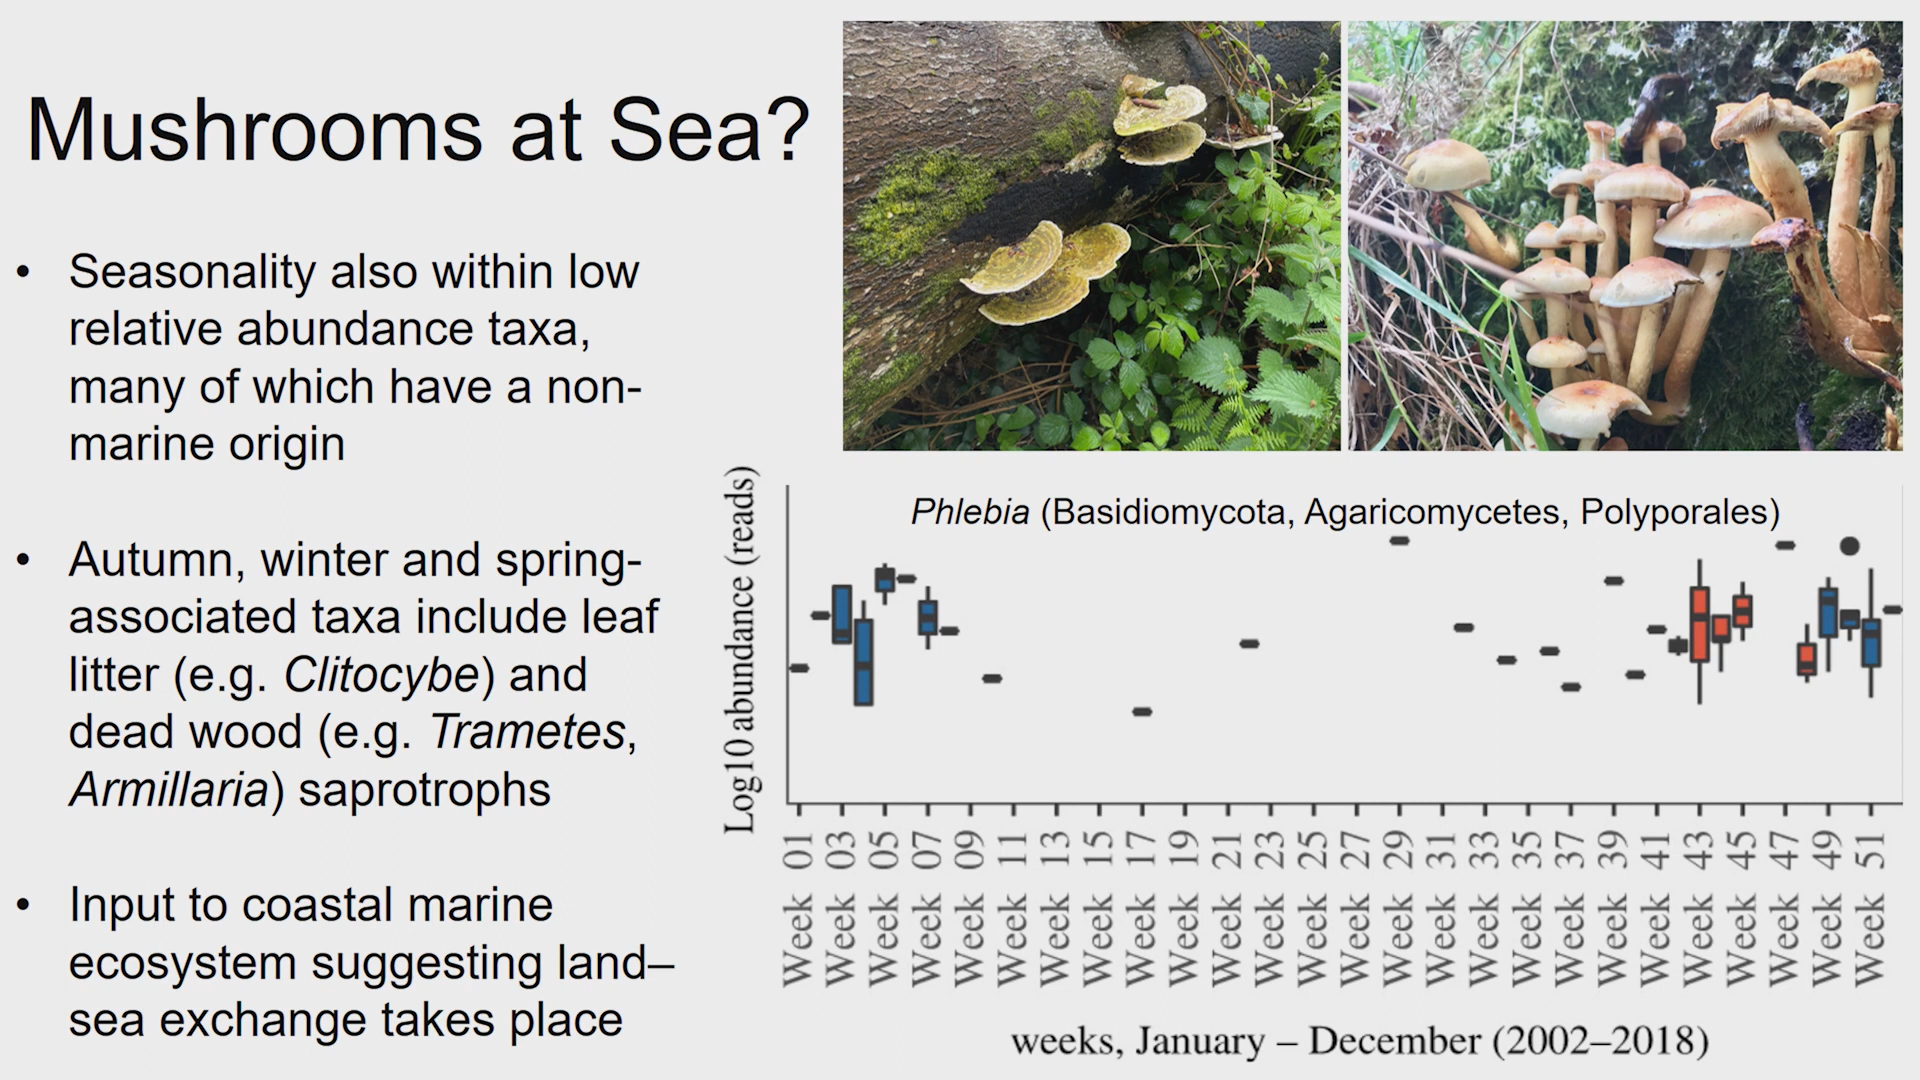 Mushrooms at Sea?
• Seasonality also within low
relative abundance taxa,
many of which have a non-
marine origin
• Autumn, winter and spring-
associated taxa include leaf
litter (e.g. Clitocybe) and
dead wood (e.g. Trametes,
Armillaria) saprotrophs
• Input to coastal marine
ecosystem suggesting land–
sea exchange takes place
Phlebia (Basidiomycota, Agaricomycetes, Polyporales)
Log10 abundance (reads)
Week 01
Week 03
Week 05
Week 07
Week 09
Week 11
Week 13
Week 15
Week 17
Week 19
Week 21
Week 23
Week 25
Week 27
Week 29
Week 31
Week 33
Week 35
Week 37
Week 39
Week 41
Week 43
Week 45
Week 47
Week 49
Week 51
weeks, January – December (2002–2018)